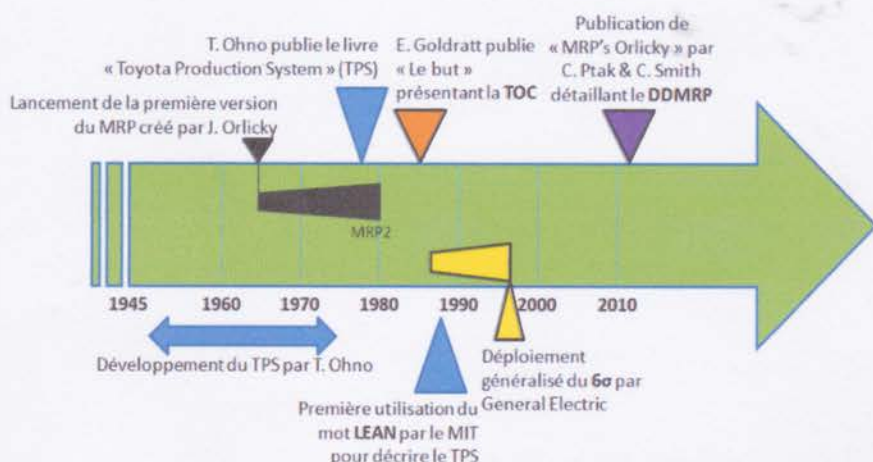 T. Ohno publie le livre
« Toyota Production System » (TPS)
E. Goldratt publie
« Le but »
présentant la TOC
Publication de
« MRP's Orlicky » par
C. Ptak & C. Smith
détaillant le DDMRP
Lancement de la première version
du MRP créé par J. Orlicky
MRP2
1945 1960 1970 1980 1990 2000 2010
Développement du TPS par T. Ohno
Première utilisation du
mot LEAN par le MIT
pour décrire le TPS
Déploiement
généralisé du 6σ par
General Electric